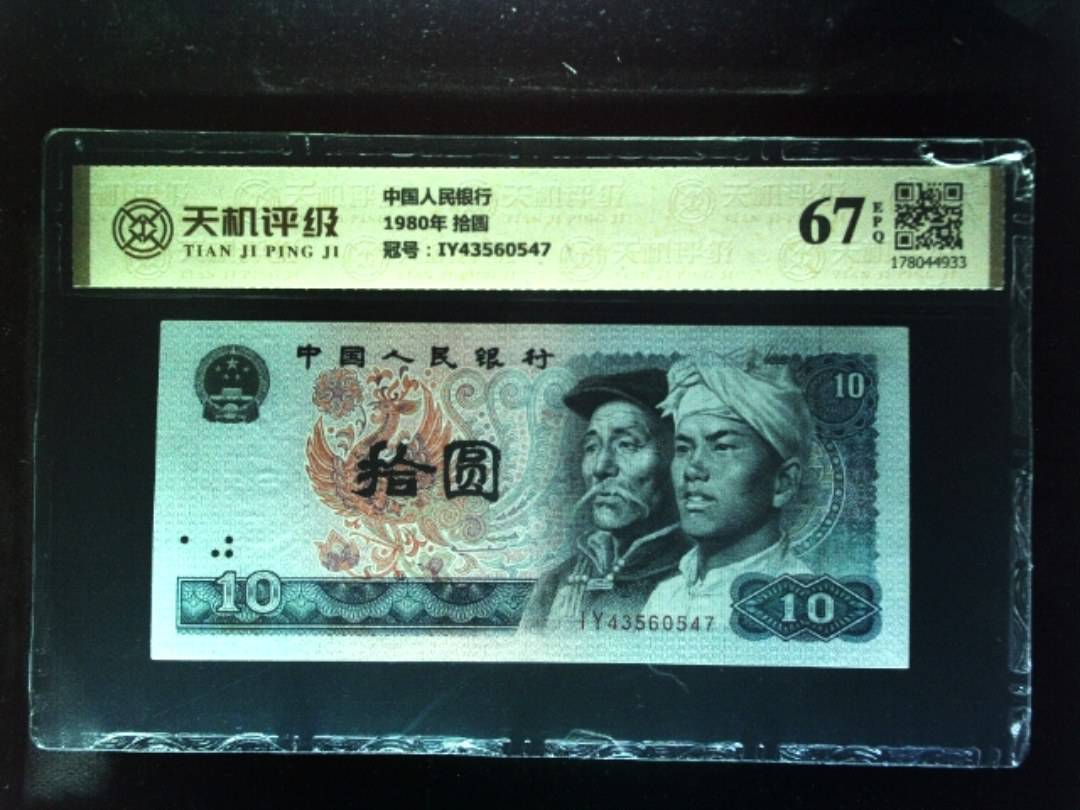 天机评级
TIAN JI PING JI
中国人民银行
1980年 拾圆
冠号：IY43560547
67
EPQ
178044933
中国人民银行
10
拾圆
10
IY43560547
10